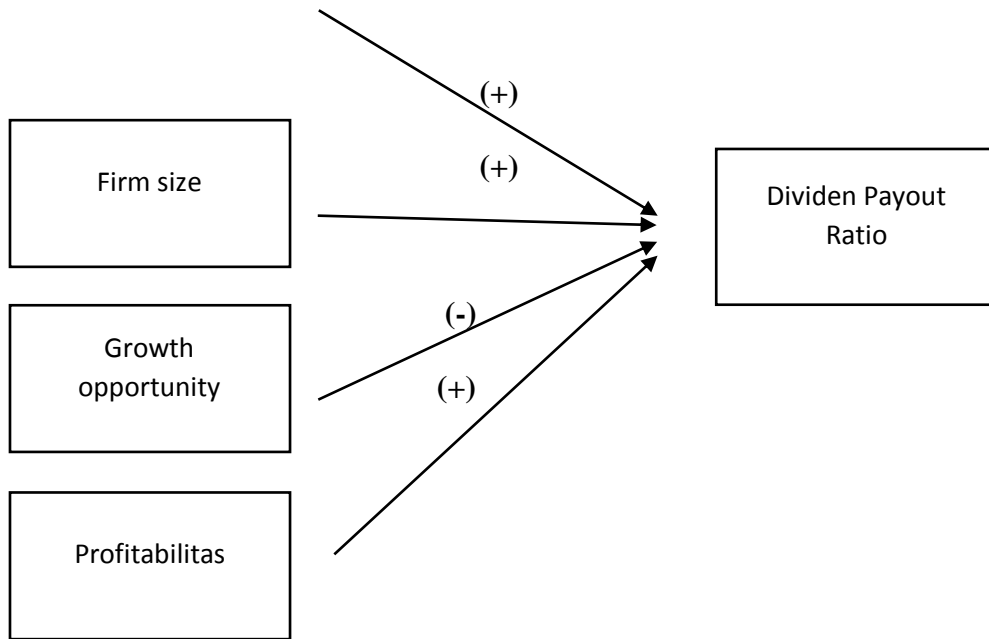 (+)
Firm size
(+)
Dividen Payout
Ratio
(-)
Growth
opportunity
(+)
Profitabilitas